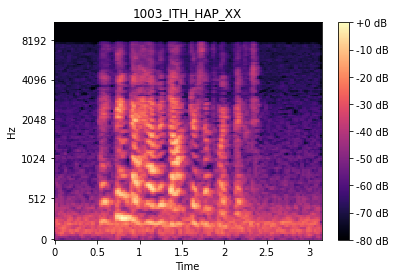 1003_ITH_HAP_XX
+0 dB
8192
-10 dB
-20 dB
4096
-30 dB
2048
-40 dB
Hz
1024
-50 dB
512
-60 dB
-70 dB
0
-80 dB
0 0.5 1 1.5 2 2.5 3
Time